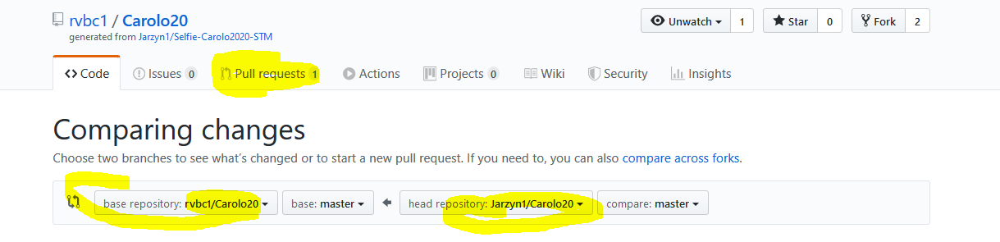 rvbc1 / Carolo20
generated from Jarzyn1/Selfie-Carolo2020-STM
Unwatch 1 Star 0 Fork 2
Code Issues 0 Pull requests 1 Actions Projects 0 Wiki Security Insights
Comparing changes
Choose two branches to see what's changed or to start a new pull request. If you need to, you can also compare across forks.
base repository: rvbc1/Carolo20 base: master head repository: Jarzyn1/Carolo20 compare: master